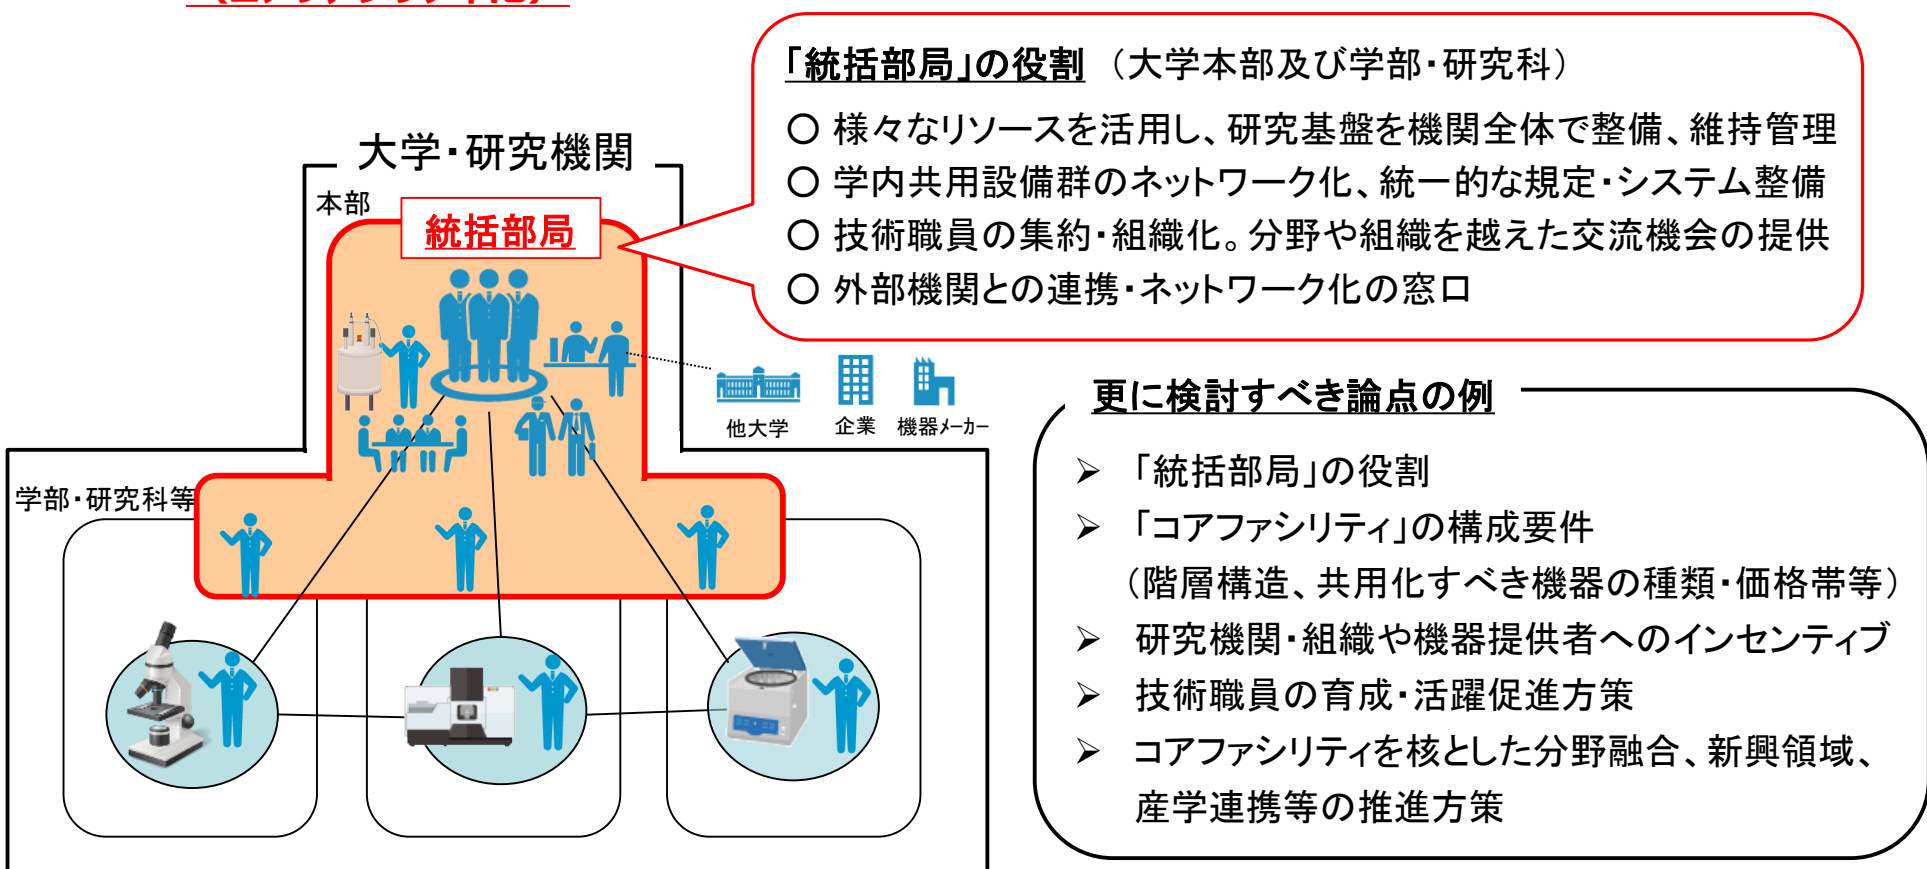 「統括部局」の役割（大学本部及び学部・研究科）
○ 様々なリソースを活用し、研究基盤を機関全体で整備、維持管理
○ 学内共用設備群のネットワーク化、統一的な規定・システム整備
○ 技術職員の集約・組織化。分野や組織を越えた交流機会の提供
○ 外部機関との連携・ネットワーク化の窓口
大学・研究機関
本部
統括部局
他大学
企業
機器メーカー
学部・研究科等
更に検討すべき論点の例
➢ 「統括部局」の役割
➢ 「コアファシリティ」の構成要件
（階層構造、共用化すべき機器の種類・価格帯等）
➢ 研究機関・組織や機器提供者へのインセンティブ
➢ 技術職員の育成・活躍促進方策
➢ コアファシリティを核とした分野融合、新興領域、
産学連携等の推進方策